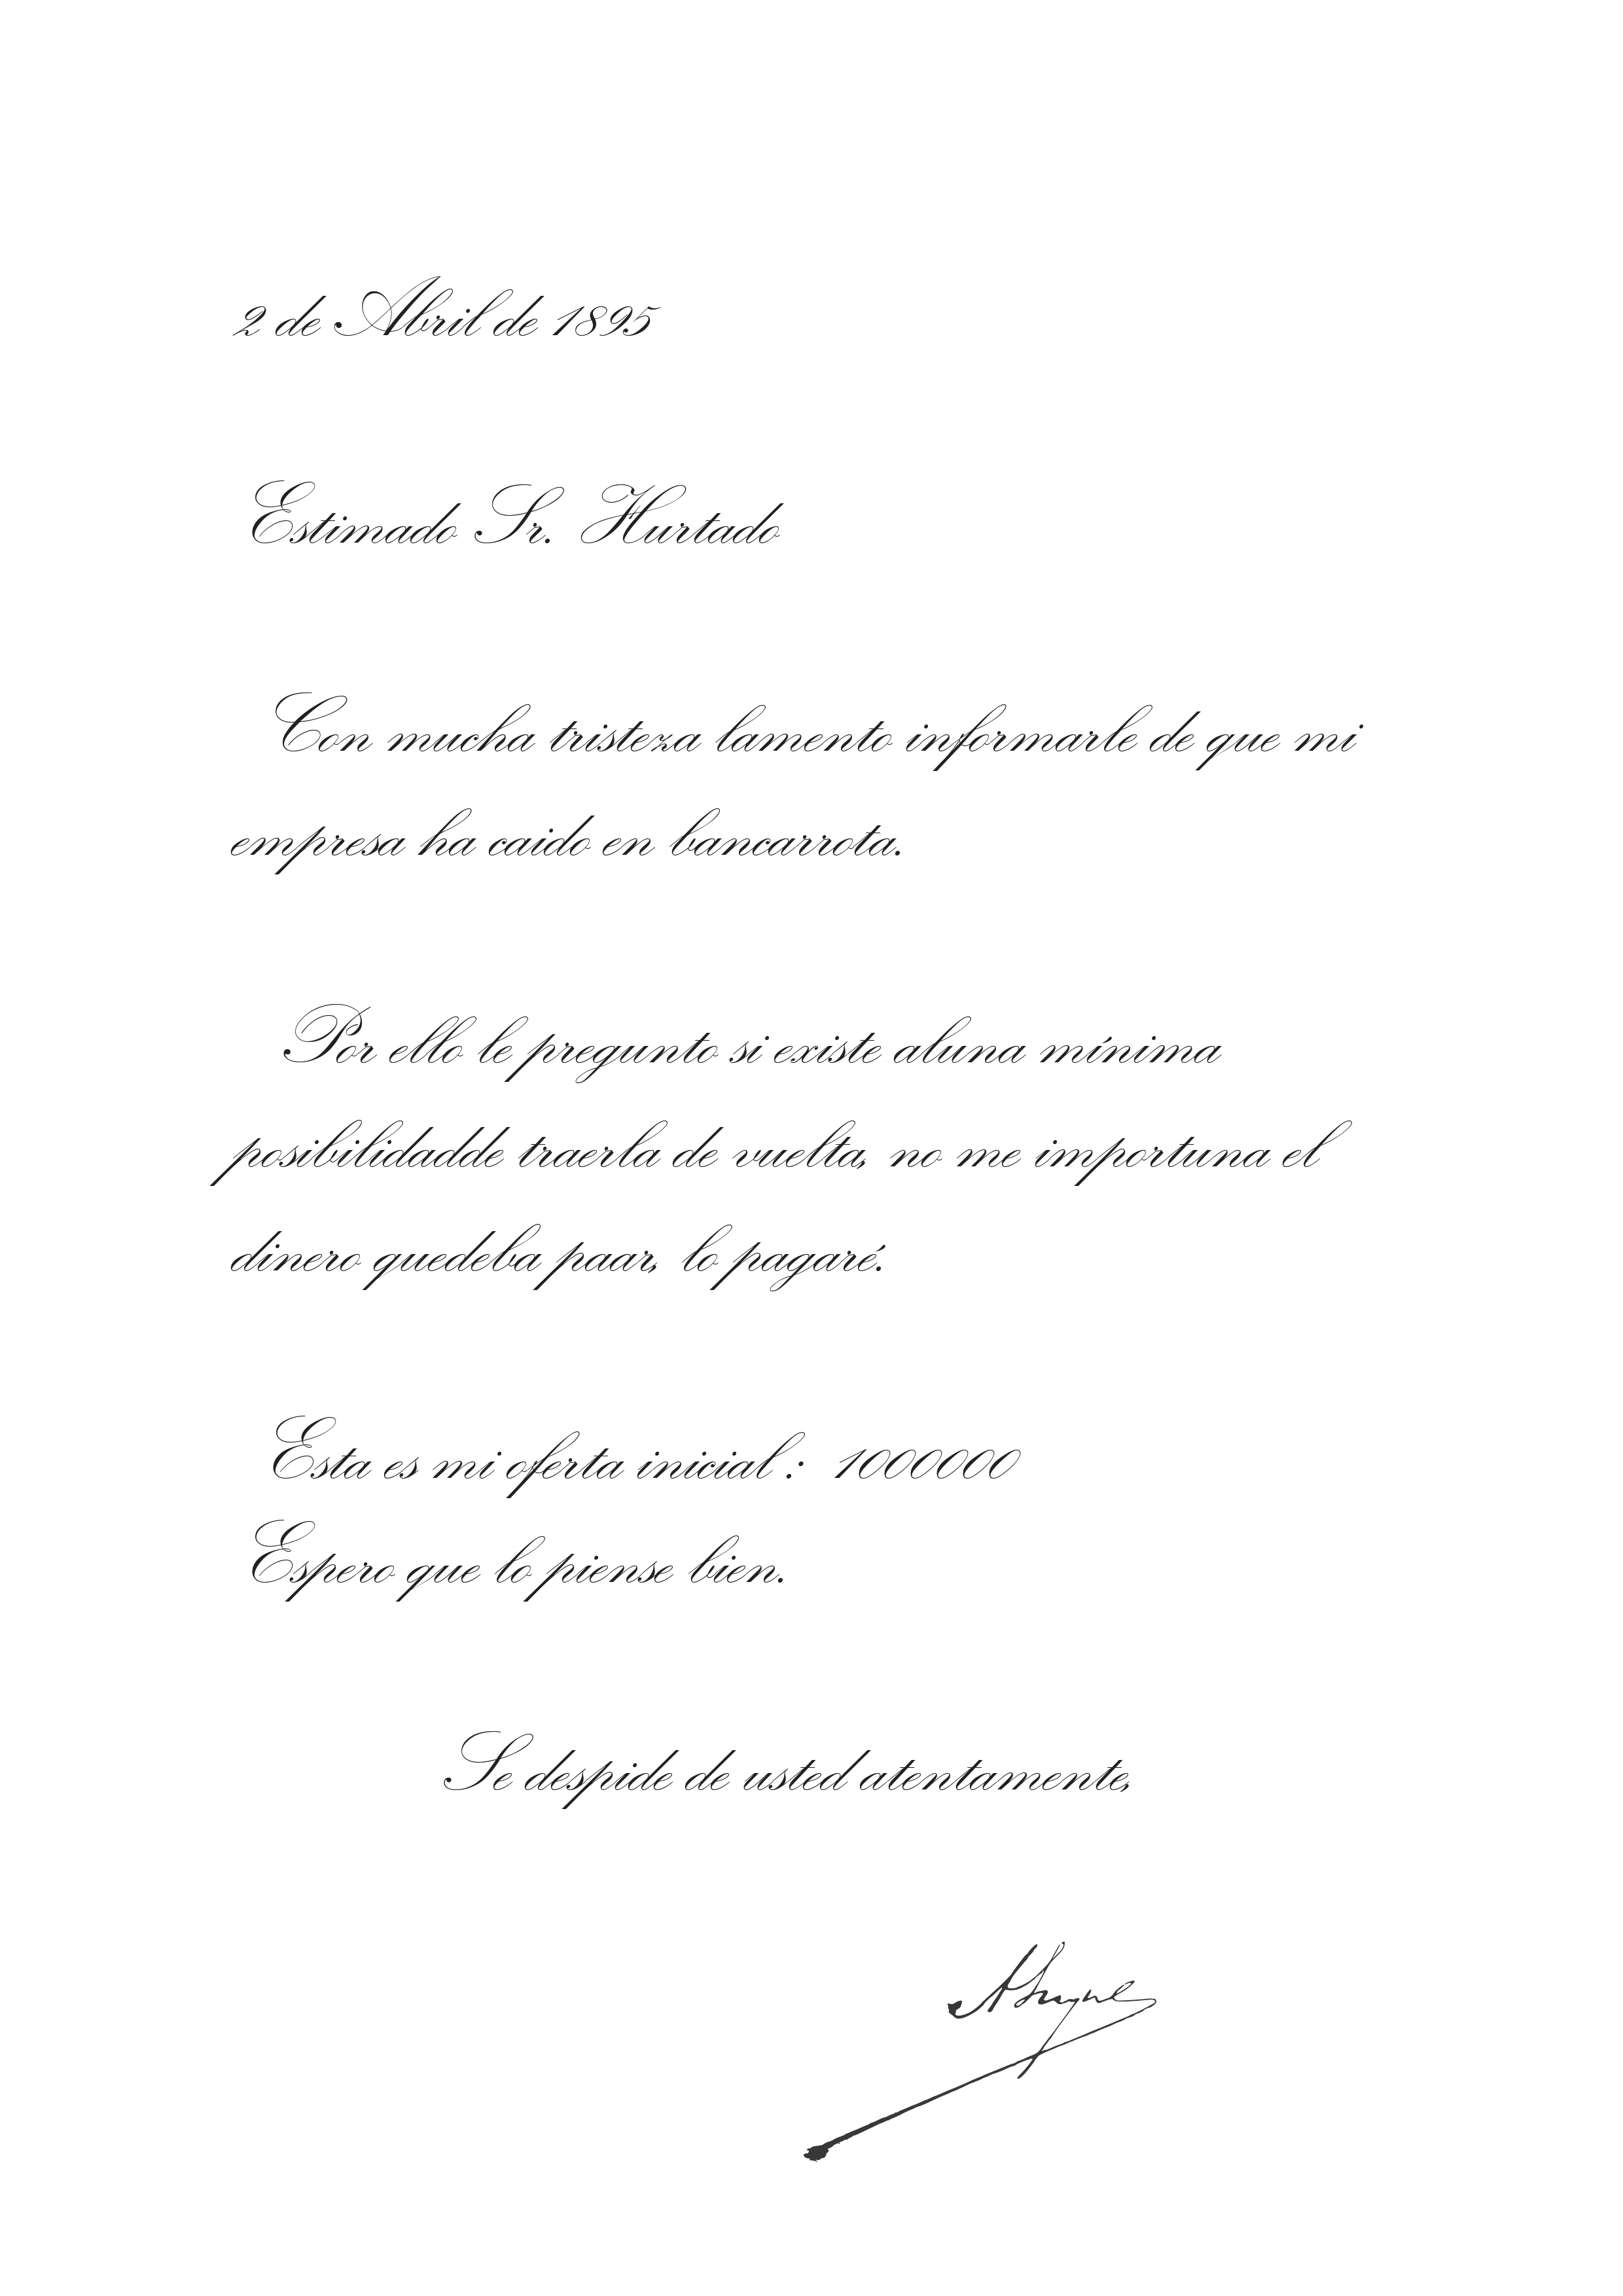 2 de Abril de 1895
Estimado Sr. Hurtado
Con mucha tristeza lamento informarle de que mi
empresa ha caido en bancarrota.
Por ello le pregunto si existe aluna mínima
posibilidadde traerla de vuelta, no me importuna el
dinero quedeba paar, lo pagaré.
Esta es mi oferta inicial : 1000000
Espero que lo piense bien.
Se despide de usted atentamente,